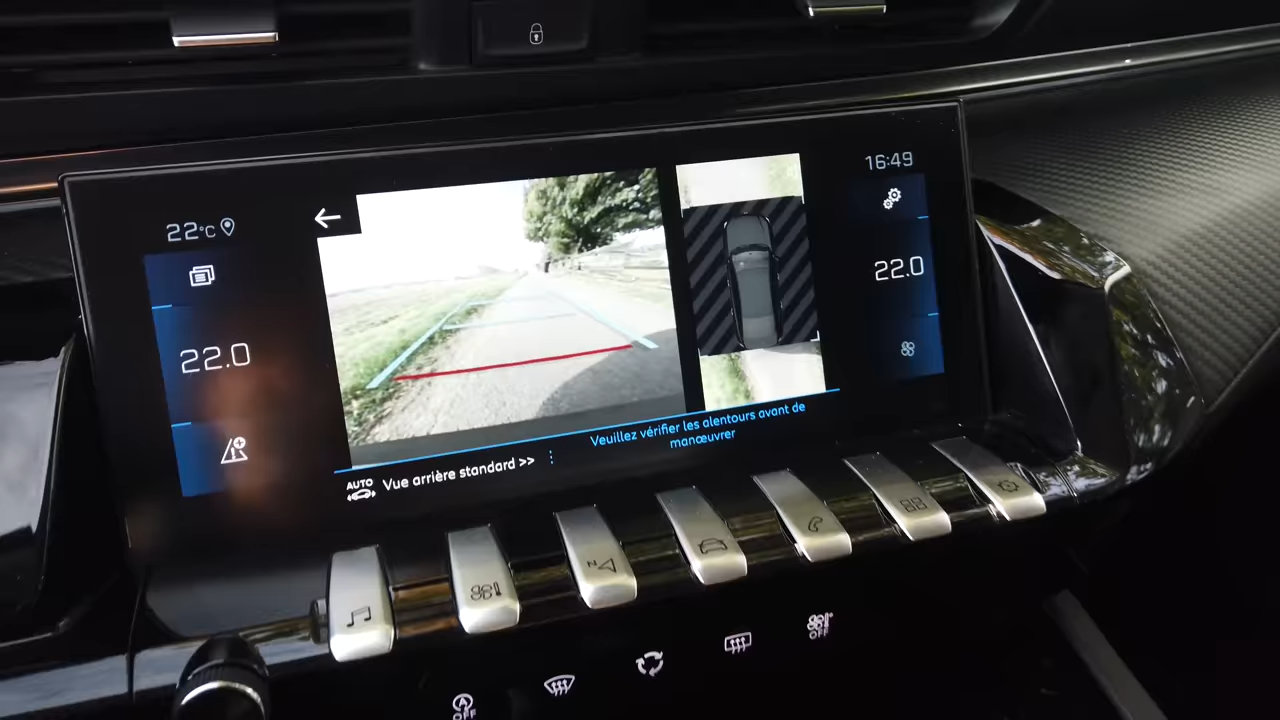 16:49
22°C
22.0
22.0
Veuillez vérifier les alentours avant de
manœuvrer
AUTO
Vue arrière standard >>
N
OFF
A
OFF